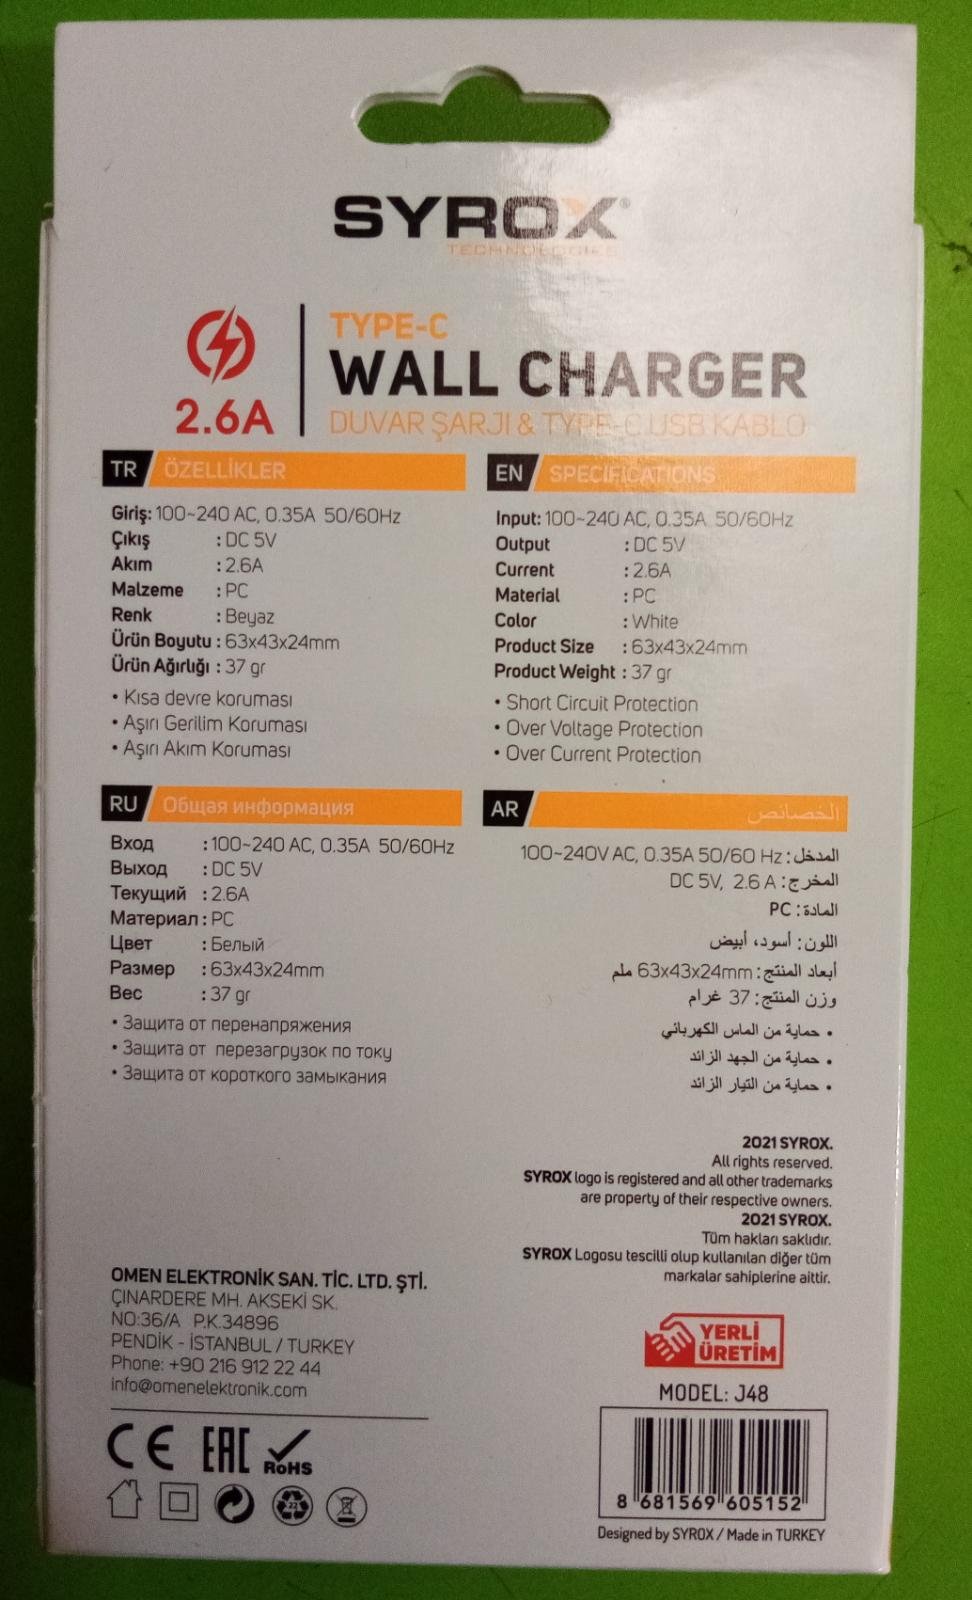 SYROX®
TECHNOLOGIES
2.6A
TYPE-C
WALL CHARGER
DUVAR ŞARJI & TYPE-C USB KABLO
TR ÖZELLİKLER
Giriş: 100~240 AC, 0.35A 50/60Hz
Çıkış : DC 5V
Akım : 2.6A
Malzeme : PC
Renk : Beyaz
Ürün Boyutu : 63x43x24mm
Ürün Ağırlığı : 37 gr
• Kısa devre koruması
• Aşırı Gerilim Koruması
• Aşırı Akım Koruması
EN SPECIFICATIONS
Input: 100~240 AC, 0.35A 50/60Hz
Output : DC 5V
Current : 2.6A
Material : PC
Color : White
Product Size : 63x43x24mm
Product Weight : 37 gr
• Short Circuit Protection
• Over Voltage Protection
• Over Current Protection
RU Общая информация
Вход : 100~240 AC, 0.35A 50/60Hz
Выход : DC 5V
Текущий : 2.6A
Материал : PC
Цвет : Белый
Размер : 63x43x24mm
Вес : 37 gr
• Защита от перенапряжения
• Защита от перезагрузок по току
• Защита от короткого замыкания
AR الخصائص
المدخل: 100~240V AC, 0.35A 50/60 Hz
المخرج: DC 5V, 2.6 A
المادة: PC
اللون: أسود، أبيض
أبعاد المنتج: 63x43x24mm ملم
وزن المنتج: 37 غرام
• حماية من الماس الكهربائي
• حماية من الجهد الزائد
• حماية من التيار الزائد
2021 SYROX.
All rights reserved.
SYROX logo is registered and all other trademarks
are property of their respective owners.
2021 SYROX.
Tüm hakları saklıdır.
SYROX Logosu tescilli olup kullanılan diğer tüm
markalar sahiplerine aittir.
OMEN ELEKTRONİK SAN. TİC. LTD. ŞTİ.
ÇINARDERE MH. AKSEKİ SK.
NO:36/A P.K.34896
PENDİK - İSTANBUL / TURKEY
Phone: +90 216 912 22 44
info@omenelektronik.com
CE EAC RoHS
22
YERLİ
ÜRETİM
MODEL: J48
8 681569 605152
Designed by SYROX / Made in TURKEY